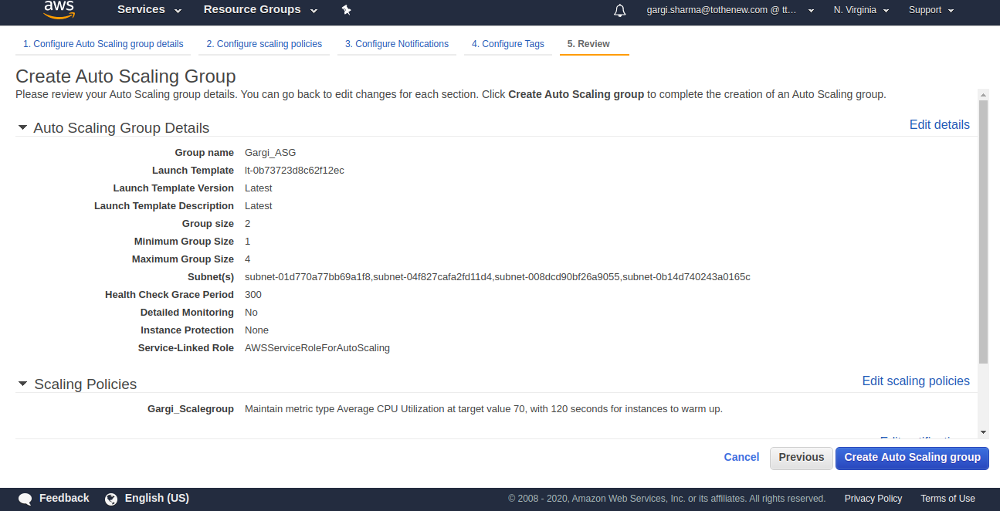 aws Services Resource Groups gargi.sharma@tothenew.com @ tt... N. Virginia Support
1. Configure Auto Scaling group details 2. Configure scaling policies 3. Configure Notifications 4. Configure Tags 5. Review
Create Auto Scaling Group
Please review your Auto Scaling group details. You can go back to edit changes for each section. Click Create Auto Scaling group to complete the creation of an Auto Scaling group.
Auto Scaling Group Details Edit details
Group name Gargi_ASG
Launch Template lt-0b73723d8c62f12ec
Launch Template Version Latest
Launch Template Description Latest
Group size 2
Minimum Group Size 1
Maximum Group Size 4
Subnet(s) subnet-01d770a77bb69a1f8,subnet-04f827cafa2fd11d4,subnet-008dcd90bf26a9055,subnet-0b14d740243a0165c
Health Check Grace Period 300
Detailed Monitoring No
Instance Protection None
Service-Linked Role AWSServiceRoleForAutoScaling
Scaling Policies Edit scaling policies
Gargi_Scalegroup Maintain metric type Average CPU Utilization at target value 70, with 120 seconds for instances to warm up.
Cancel Previous Create Auto Scaling group
Feedback English (US) © 2008 - 2020, Amazon Web Services, Inc. or its affiliates. All rights reserved. Privacy Policy Terms of Use